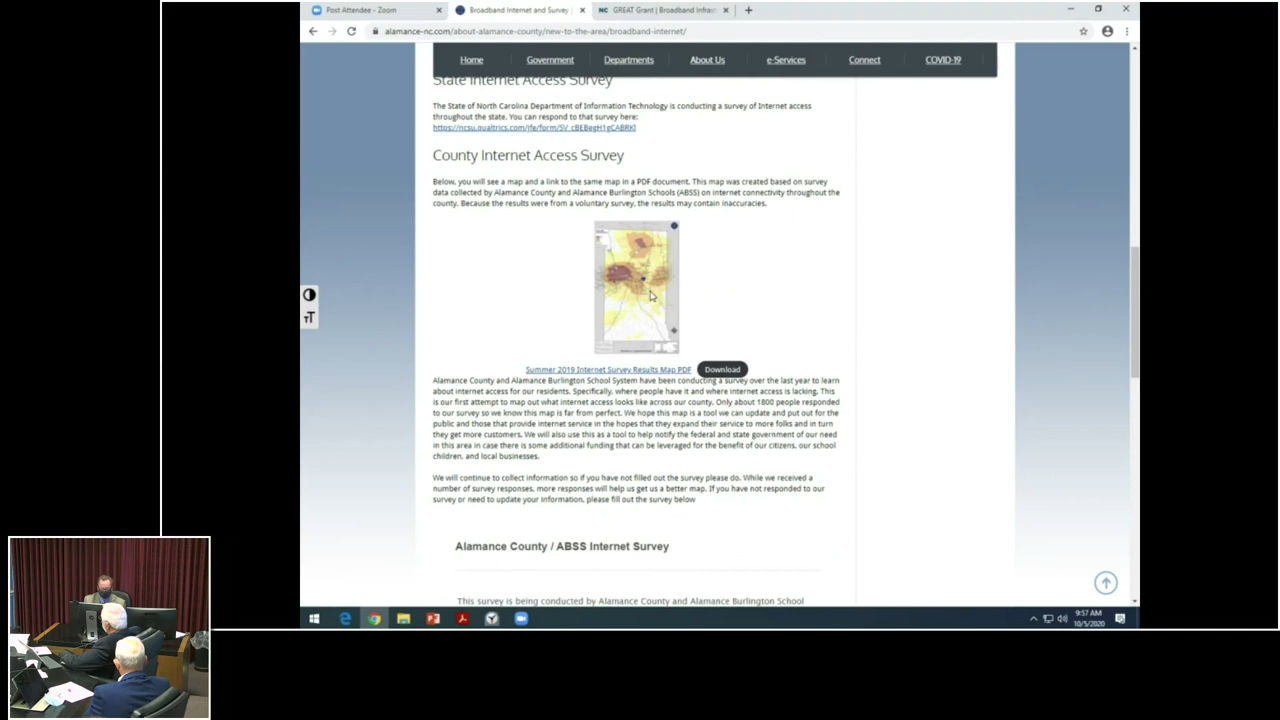 Post Attendee - Zoom
Broadband Internet and Survey |
NC GREAT Grant | Broadband Infras
alamance-nc.com/about-alamance-county/new-to-the-area/broadband-internet/
Home Government Departments About Us e-Services Connect COVID-19
State Internet Access Survey
The State of North Carolina Department of Information Technology is conducting a survey of Internet access
throughout the state. You can respond to that survey here:
https://ncsu.qualtrics.com/jfe/form/SV_cBEBegH1gCABRKl
County Internet Access Survey
Below, you will see a map and a link to the same map in a PDF document. This map was created based on survey
data collected by Alamance County and Alamance Burlington Schools (ABSS) on internet connectivity throughout the
county. Because the results were from a voluntary survey, the results may contain inaccuracies.
Summer 2019 Internet Survey Results Map PDF Download
Alamance County and Alamance Burlington School System have been conducting a survey over the last year to learn
about internet access for our residents. Specifically, where people have it and where internet access is lacking. This
is our first attempt to map out what internet access looks like across our county. Only about 1800 people responded
to our survey so we know this map is far from perfect. We hope this map is a tool we can update and put out for the
public and those that provide internet service in the hopes that they expand their service to more folks and in turn
they get more customers. We will also use this as a tool to help notify the federal and state government of our need
in this area in case there is some additional funding that can be leveraged for the benefit of our citizens, our school
children, and local businesses.
We will continue to collect information so if you have not filled out the survey please do. While we received a
number of survey responses, more responses will help us get us a better map. If you have not responded to our
survey or need to update your information, please fill out the survey below
Alamance County / ABSS Internet Survey
This survey is being conducted by Alamance County and Alamance Burlington School
9:57 AM
10/5/2020